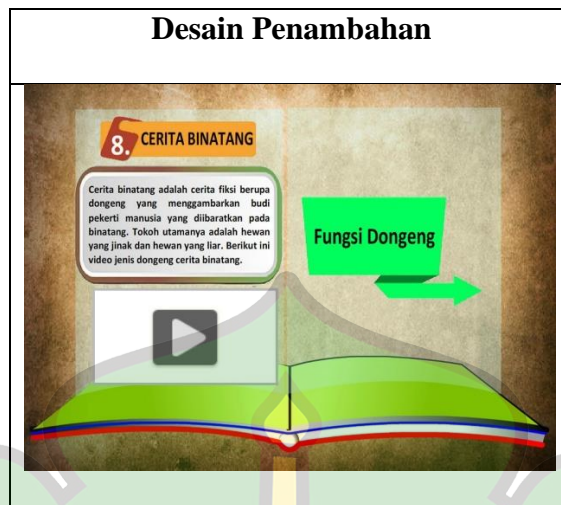 Desain Penambahan
8. CERITA BINATANG
Cerita binatang adalah cerita fiksi berupa
dongeng yang menggambarkan budi
pekerti manusia yang diibaratkan pada
binatang. Tokoh utamanya adalah hewan
yang jinak dan hewan yang liar. Berikut ini
video jenis dongeng cerita binatang.
Fungsi Dongeng